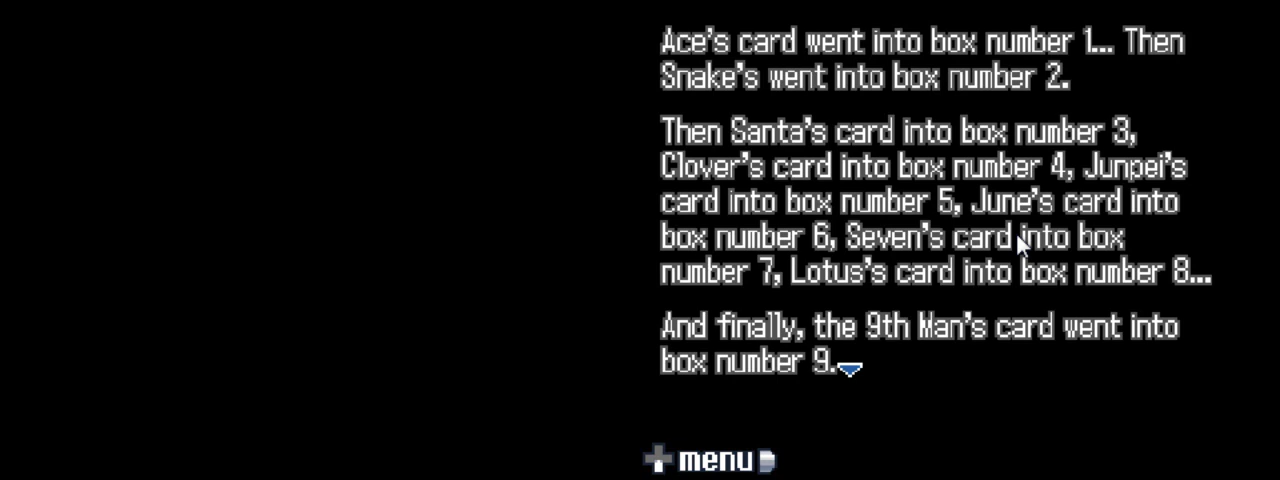 Ace's card went into box number 1... Then
Snake's went into box number 2.
Then Santa's card into box number 3,
Clover's card into box number 4, Junpei's
card into box number 5, June's card into
box number 6, Seven's card into box
number 7, Lotus's card into box number 8...
And finally, the 9th Man's card went into
box number 9.
menu